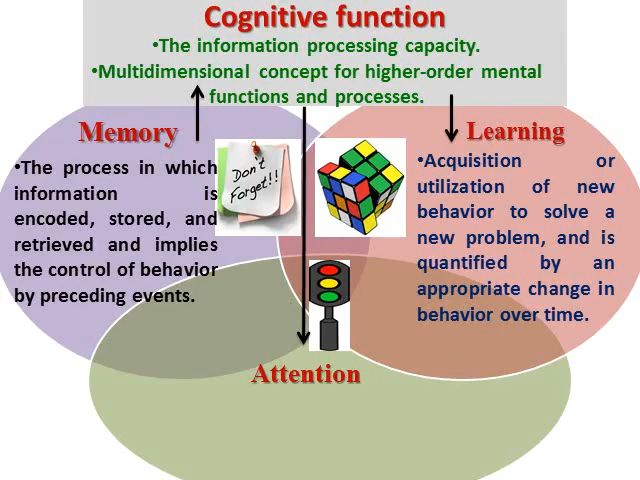 Cognitive function
•The information processing capacity.
•Multidimensional concept for higher-order mental
functions and processes.
Memory
•The process in which
information is
encoded, stored, and
retrieved and implies
the control of behavior
by preceding events.
Don't
Forget!!
Learning
•Acquisition or
utilization of new
behavior to solve a
new problem, and is
quantified by an
appropriate change in
behavior over time.
Attention